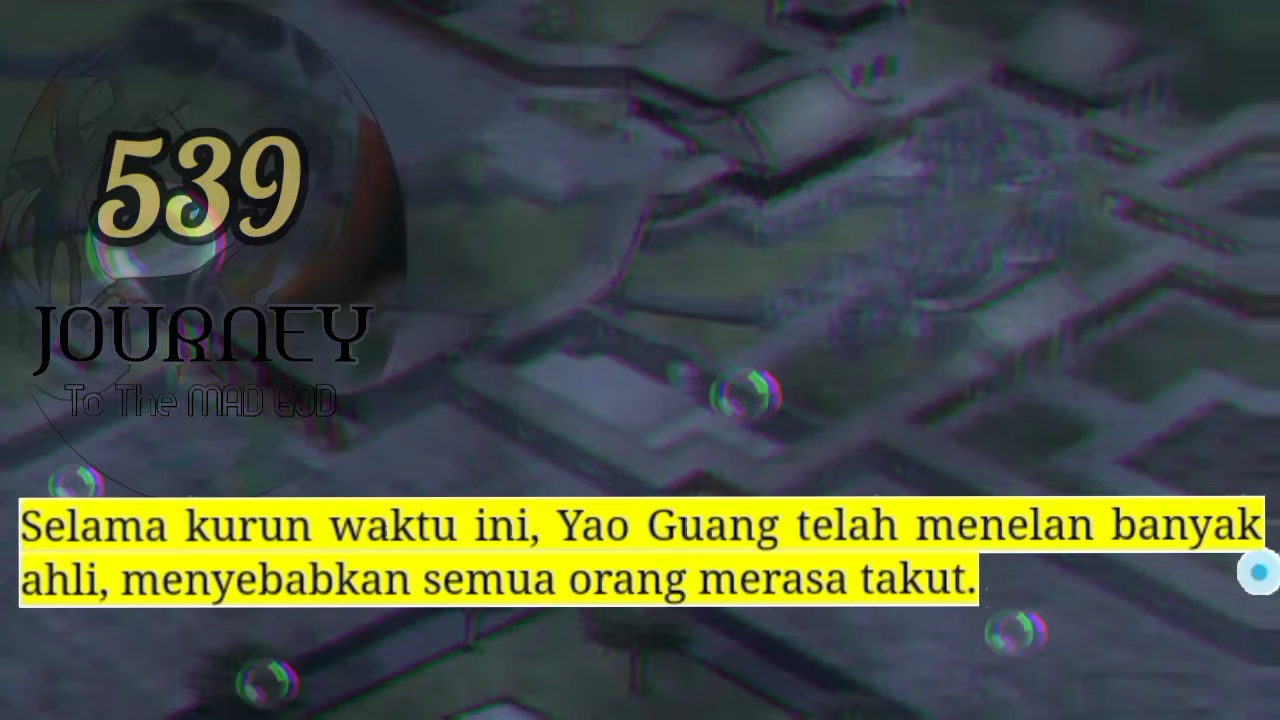 539
JOURNEY
To The MAD GOD
Selama kurun waktu ini, Yao Guang telah menelan banyak
ahli, menyebabkan semua orang merasa takut.